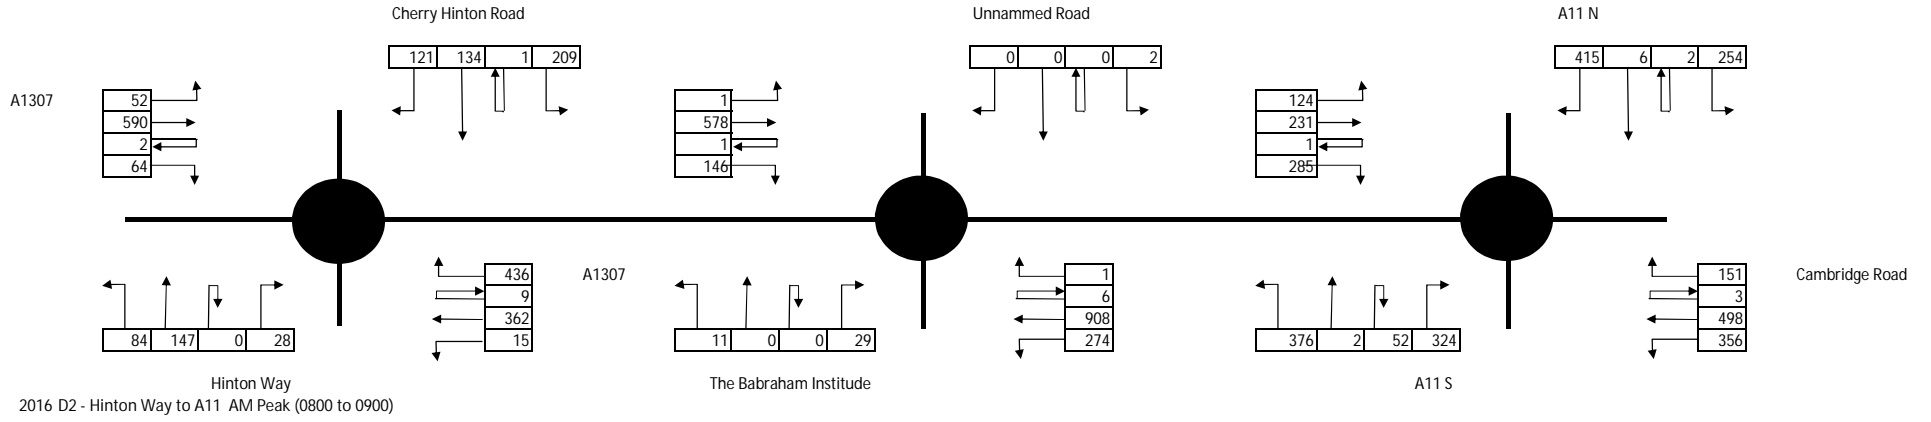 Cherry Hinton Road
Unnammed Road
A11 N
121 134 1 209
0 0 0 2
415 6 2 254
A1307
52
590
2
64
1
578
1
146
124
231
1
285
436
9
362
15
A1307
1
6
908
274
151
3
498
356
Cambridge Road
84 147 0 28
11 0 0 29
376 2 52 324
Hinton Way
The Babraham Institude
A11 S
2016 D2 - Hinton Way to A11 AM Peak (0800 to 0900)